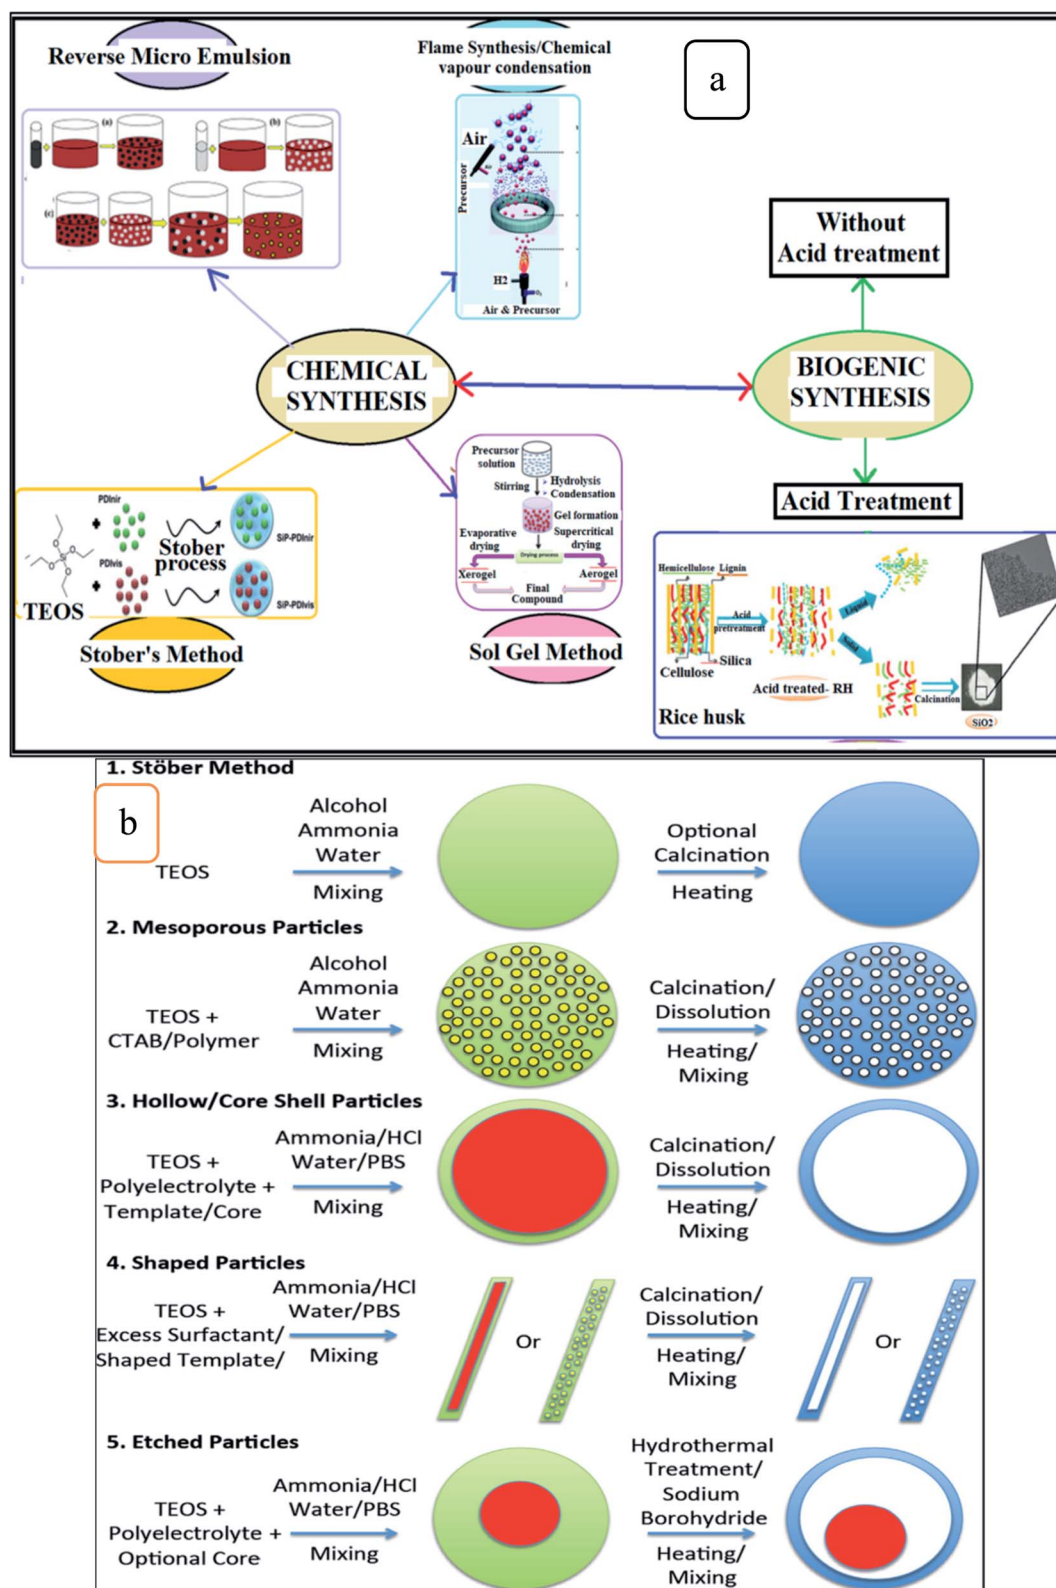 Reverse Micro Emulsion
Flame Synthesis/Chemical
vapour condensation
a
(a)
(b)
(c)
Air
Precursor
H2
O₂
Air & Precursor
Without
Acid treatment
CHEMICAL
SYNTHESIS
BIOGENIC
SYNTHESIS
Acid Treatment
PDInir
SiP-PDInir
Stober
process
PDIvis
SiP-PDIvis
TEOS
Stober's Method
Precursor
solution
Stirring
Hydrolysis
Condensation
Gel formation
Evaporative
drying
Supercritical
drying
Drying process
Xerogel
Aerogel
Final
Compound
Sol Gel Method
Hemicellulose
Lignin
Acid
pretreatment
Liquid
Solid
Silica
Cellulose
Acid treated- RH
Calcination
Rice husk
SiO2
b
1. Stöber Method
TEOS
Alcohol
Ammonia
Water
Mixing
Optional
Calcination
Heating
2. Mesoporous Particles
TEOS +
CTAB/Polymer
Alcohol
Ammonia
Water
Mixing
Calcination/
Dissolution
Heating/
Mixing
3. Hollow/Core Shell Particles
TEOS +
Polyelectrolyte +
Template/Core
Ammonia/HCl
Water/PBS
Mixing
Calcination/
Dissolution
Heating/
Mixing
4. Shaped Particles
TEOS +
Excess Surfactant/
Shaped Template/
Ammonia/HCl
Water/PBS
Mixing
Or
Calcination/
Dissolution
Heating/
Mixing
Or
5. Etched Particles
TEOS +
Polyelectrolyte +
Optional Core
Ammonia/HCl
Water/PBS
Mixing
Hydrothermal
Treatment/
Sodium
Borohydride
Heating/
Mixing